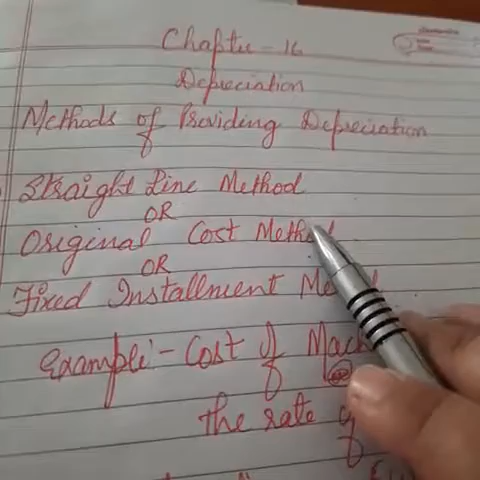 Chapter - 16
Depreciation
Methods of Providing Depreciation
Straight Line Method
OR
Original Cost Method
OR
Fixed Installment
Example:- Cost of
the rate